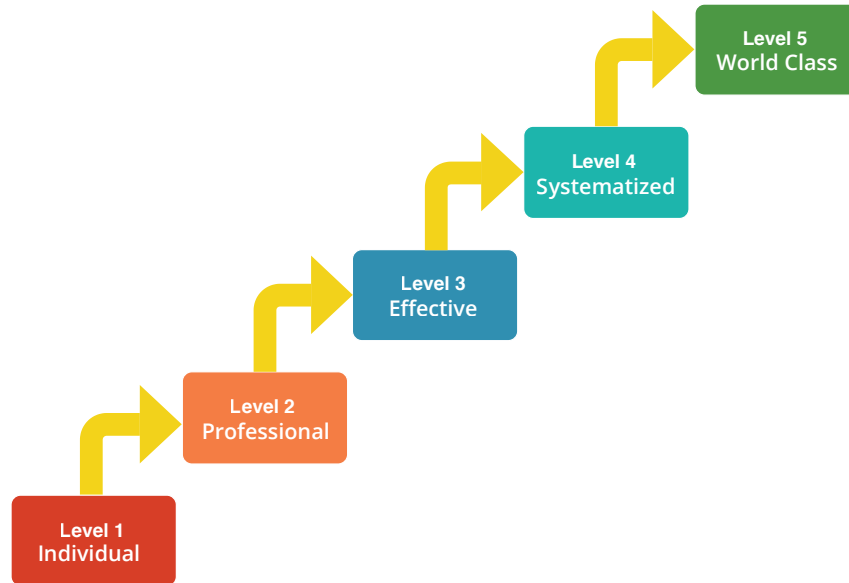 Level 5
World Class
Level 4
Systematized
Level 3
Effective
Level 2
Professional
Level 1
Individual